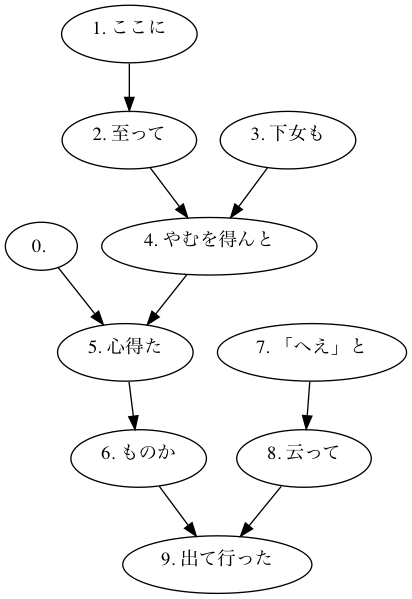 1. ここに
2. 至って
3. 下女も
0.
4. やむを得んと
5. 心得た
7. 「へえ」と
6. ものか
8. 云って
9. 出て行った